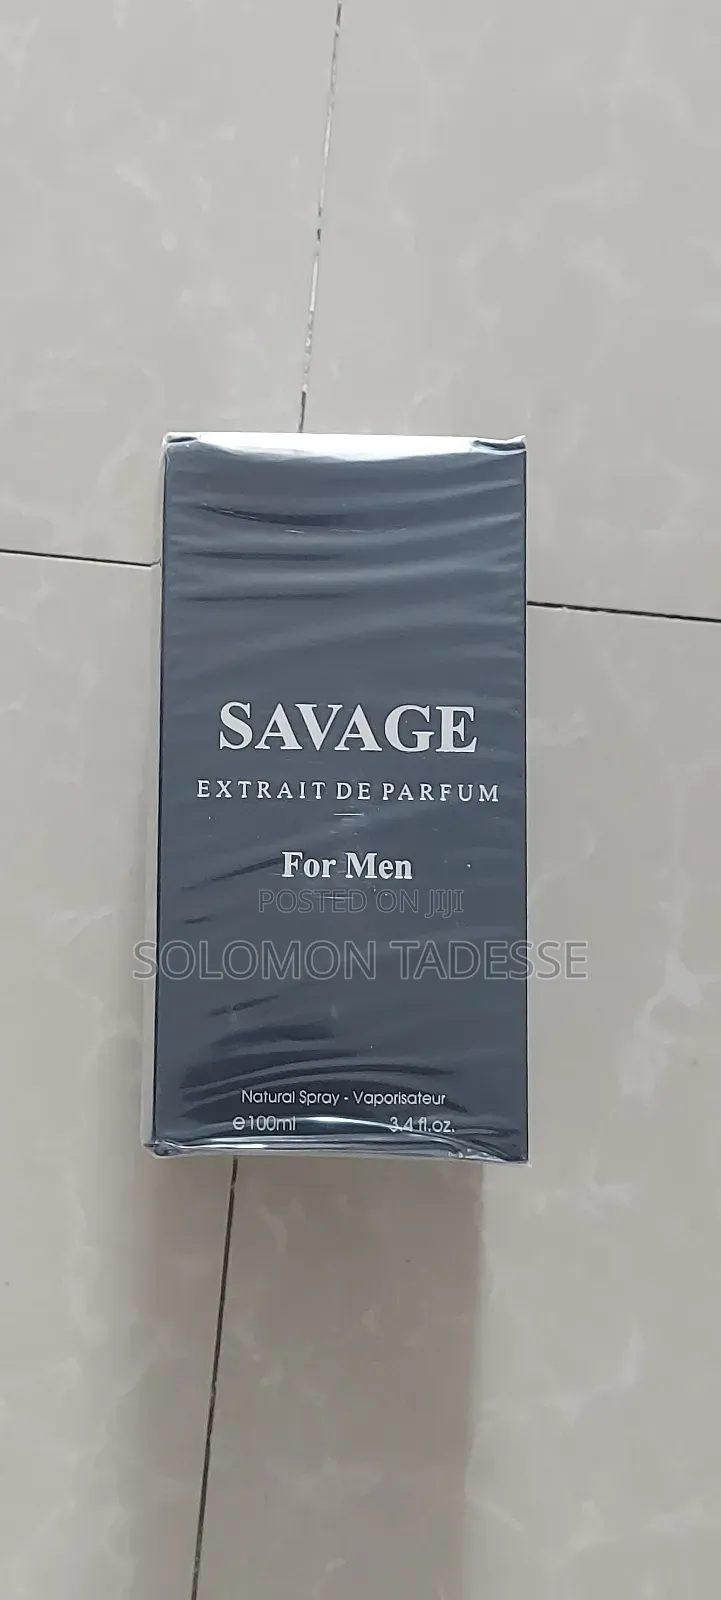 SAVAGE
EXTRAIT DE PARFUM
For Men
POSTED ON JIJI
SOLOMON TADESSE
Natural Spray - Vaporisateur
e100ml 3.4 fl.oz.